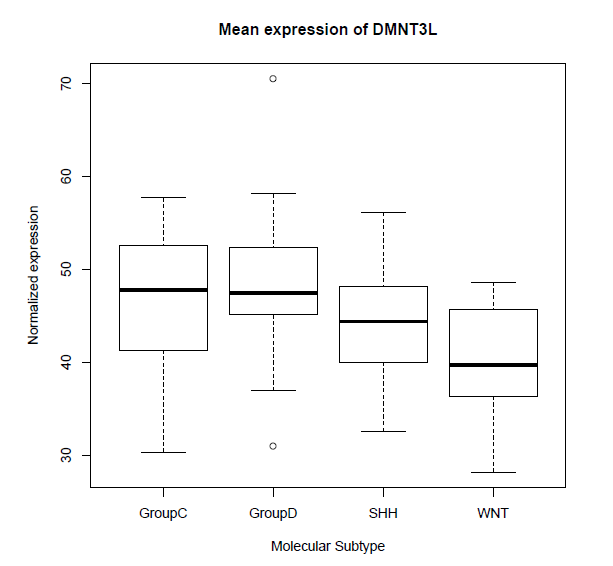 Mean expression of DMNT3L
70
60
50
40
30
Normalized expression
GroupC GroupD SHH WNT
Molecular Subtype